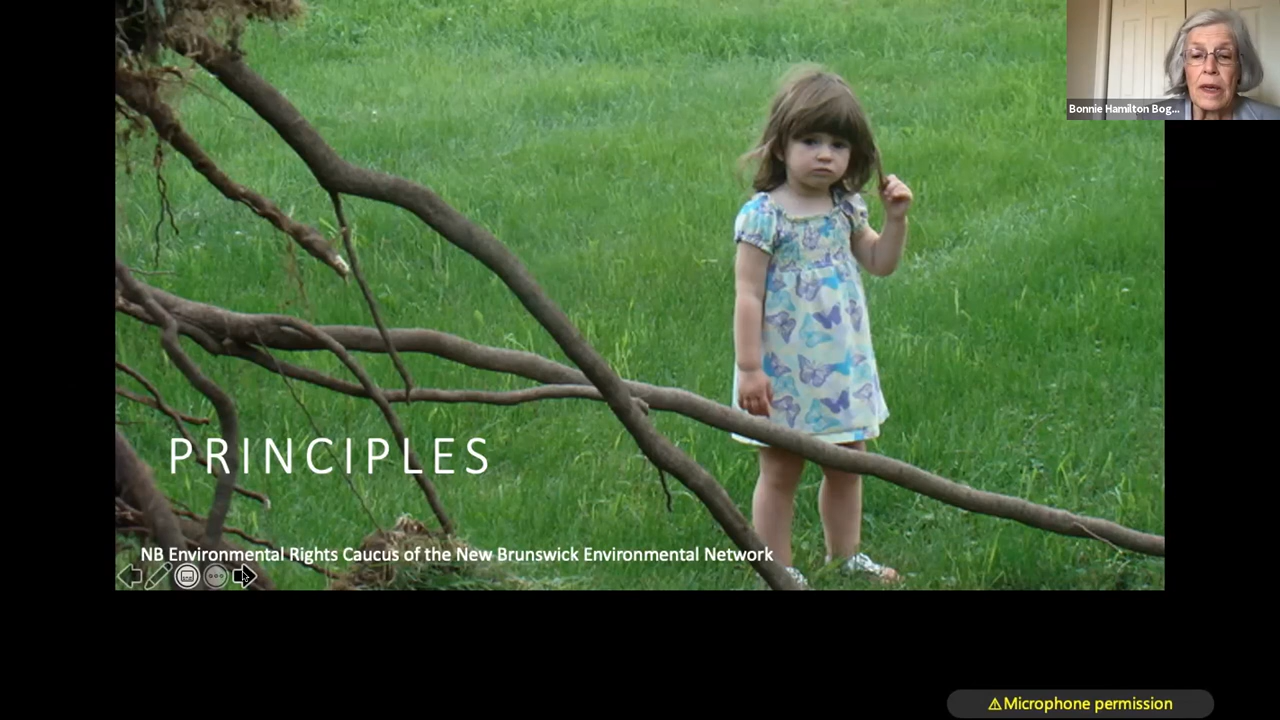 Bonnie Hamilton Bog...
PRINCIPLES
NB Environmental Rights Caucus of the New Brunswick Environmental Network
⚠Microphone permission